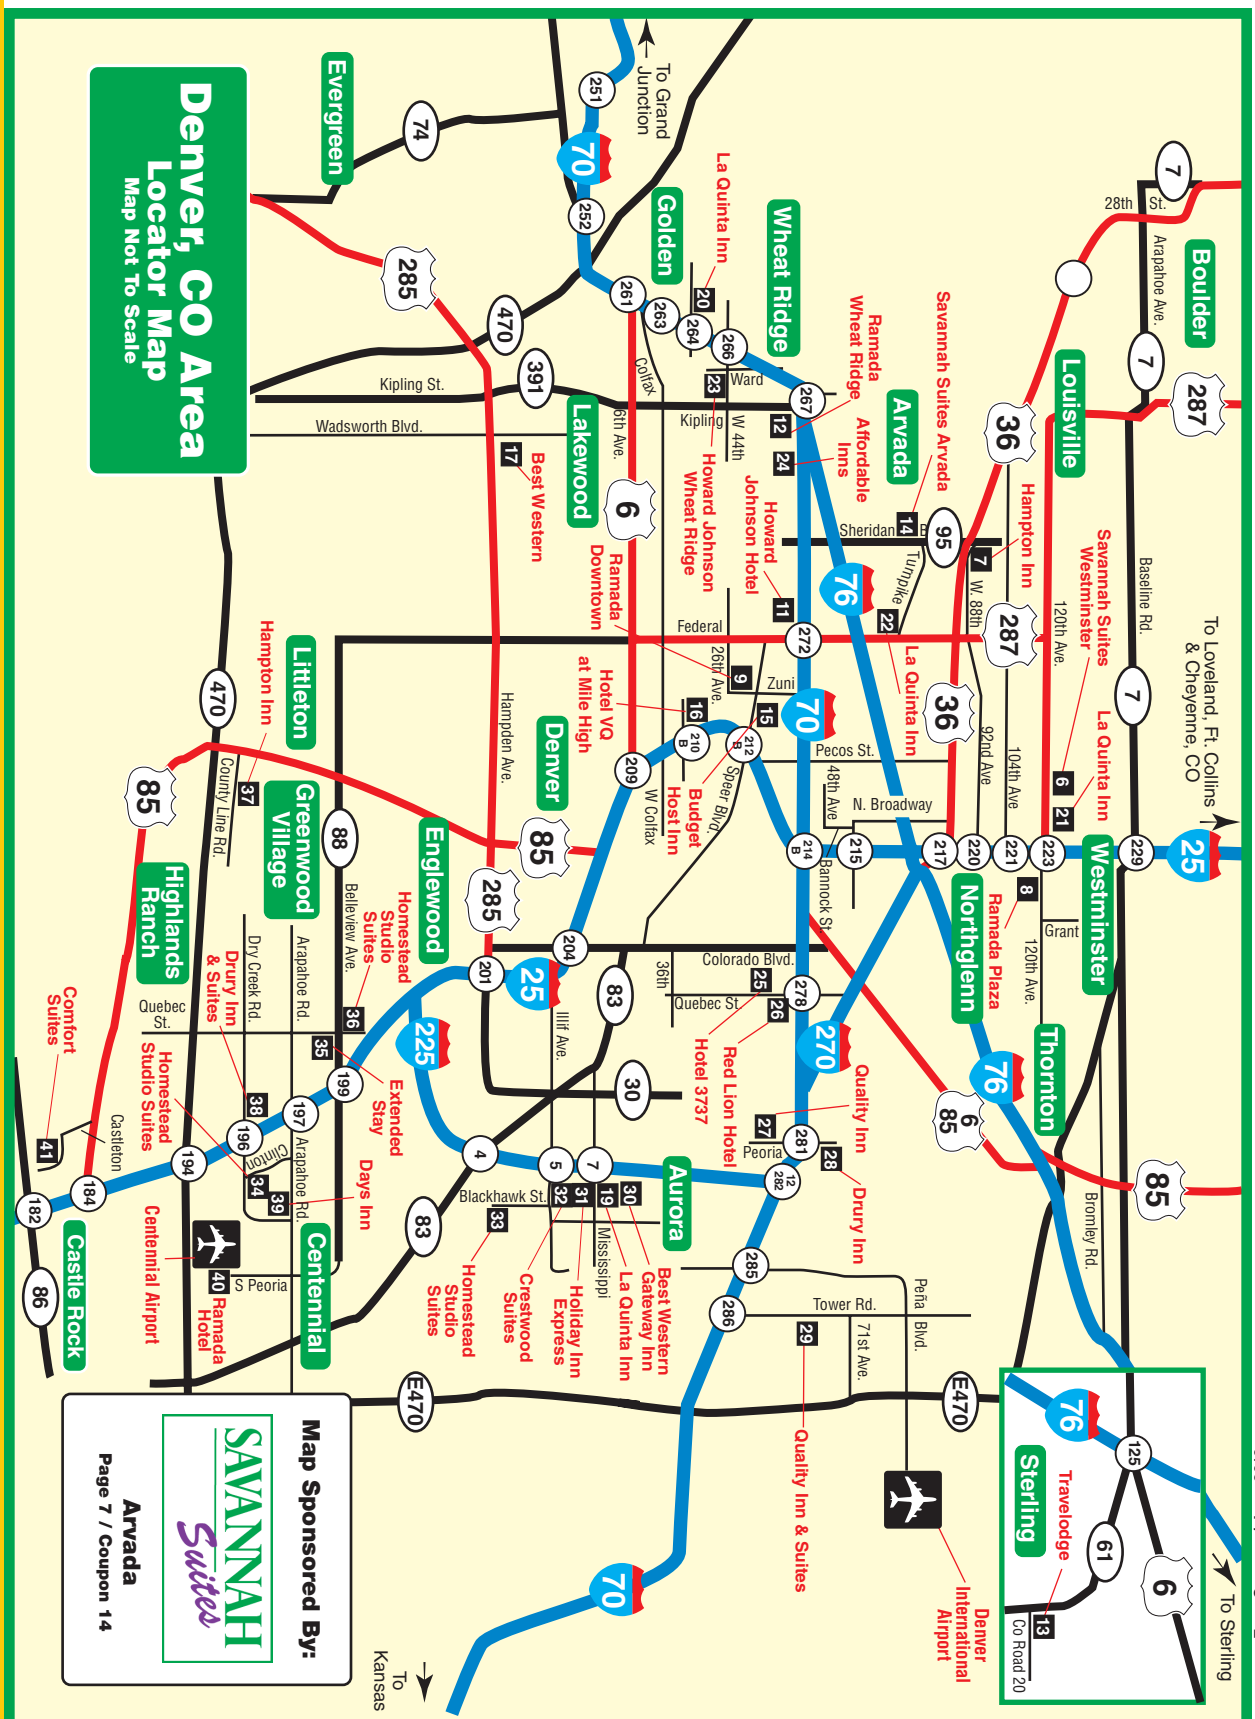 Denver, CO Area
Locator Map
Map Not To Scale
To Grand
Junction
To Loveland, Ft. Collins
& Cheyenne, CO
To Sterling
To
Kansas
Boulder
Louisville
Westminster
Thornton
Northglenn
Arvada
Wheat Ridge
Golden
Lakewood
Evergreen
Denver
Englewood
Aurora
Littleton
Greenwood
Village
Highlands
Ranch
Centennial
Castle Rock
Sterling
28th St.
Arapahoe Ave.
Baseline Rd.
120th Ave.
120th Ave.
Grant
104th Ave
92nd Ave
W. 88th
Turnpike
Sheridan B
N. Broadway
48th Ave
Pecos St.
Bannock St.
Zuni
26th Ave.
Federal
Speer Blvd.
W Colfax
Colfax
6th Ave.
Ward
Kipling
W 44th
Kipling St.
Wadsworth Blvd.
Hampden Ave.
County Line Rd.
Belleview Ave.
Arapahoe Rd.
Dry Creek Rd.
Quebec
St.
Clinton
Arapahoe Rd.
Castleton
S Peoria
Colorado Blvd.
Quebec St.
36th
Illif Ave.
Blackhawk St.
Mississippi
Peoria
Tower Rd.
71st Ave.
Peña Blvd.
Bromley Rd.
Co Road 20
7
7
7
287
287
36
36
95
76
76
76
25
25
70
70
70
270
225
6
6
85
6
85
85
85
285
285
74
470
470
391
88
83
83
30
86
E470
E470
61
251
252
261
263
264
266
267
272
209
210
B
212
B
214
B
215
217
220
221
223
229
204
201
199
197
196
194
184
182
278
281
12
282
285
286
4
5
7
125
6
Savannah Suites
Westminster
7
Hampton Inn
8
Ramada Plaza
9
Ramada
Downtown
11
Howard
Johnson Hotel
12
Ramada
Wheat Ridge
13
Travelodge
14
Savannah Suites Arvada
15
Budget
Host Inn
16
Hotel VQ
at Mile High
17
Best Western
19
La Quinta Inn
20
La Quinta Inn
21
La Quinta Inn
22
La Quinta Inn
23
Howard Johnson
Wheat Ridge
24
Affordable
Inns
25
Hotel 3737
26
Red Lion Hotel
27
Quality Inn
28
Drury Inn
29
Quality Inn & Suites
30
Best Western
Gateway Inn
31
Holiday Inn
Express
32
Crestwood
Suites
33
Homestead
Studio
Suites
34
Homestead
Studio Suites
35
Extended
Stay
36
Homestead
Studio
Suites
37
Hampton Inn
38
Drury Inn
& Suites
39
Days Inn
40
Ramada
Hotel
41
Comfort
Suites
Centennial Airport
Denver
International
Airport
Map Sponsored By:
SAVANNAH
Suites
Arvada
Page 7 / Coupon 14